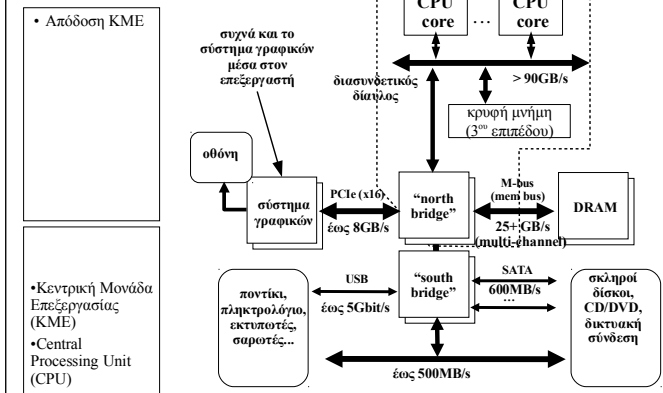 • Απόδοση ΚΜΕ
•Κεντρική Μονάδα
Επεξεργασίας
(ΚΜΕ)
•Central
Processing Unit
(CPU)
CPU
core
...
CPU
core
συχνά και το
σύστημα γραφικών
μέσα στον
επεξεργαστή
διασυνδετικός
δίαυλος
> 90GB/s
κρυφή μνήμη
(3ου επιπέδου)
οθόνη
σύστημα
γραφικών
PCIe (x16)
έως 8GB/s
“north
bridge”
M-bus
(mem bus)
25+ GB/s
(multi-channel)
DRAM
ποντίκι,
πληκτρολόγιο,
εκτυπωτές,
σαρωτές...
USB
έως 5Gbit/s
“south
bridge”
SATA
600MB/s
...
σκληροί
δίσκοι,
CD/DVD,
δικτυακή
σύνδεση
έως 500MB/s